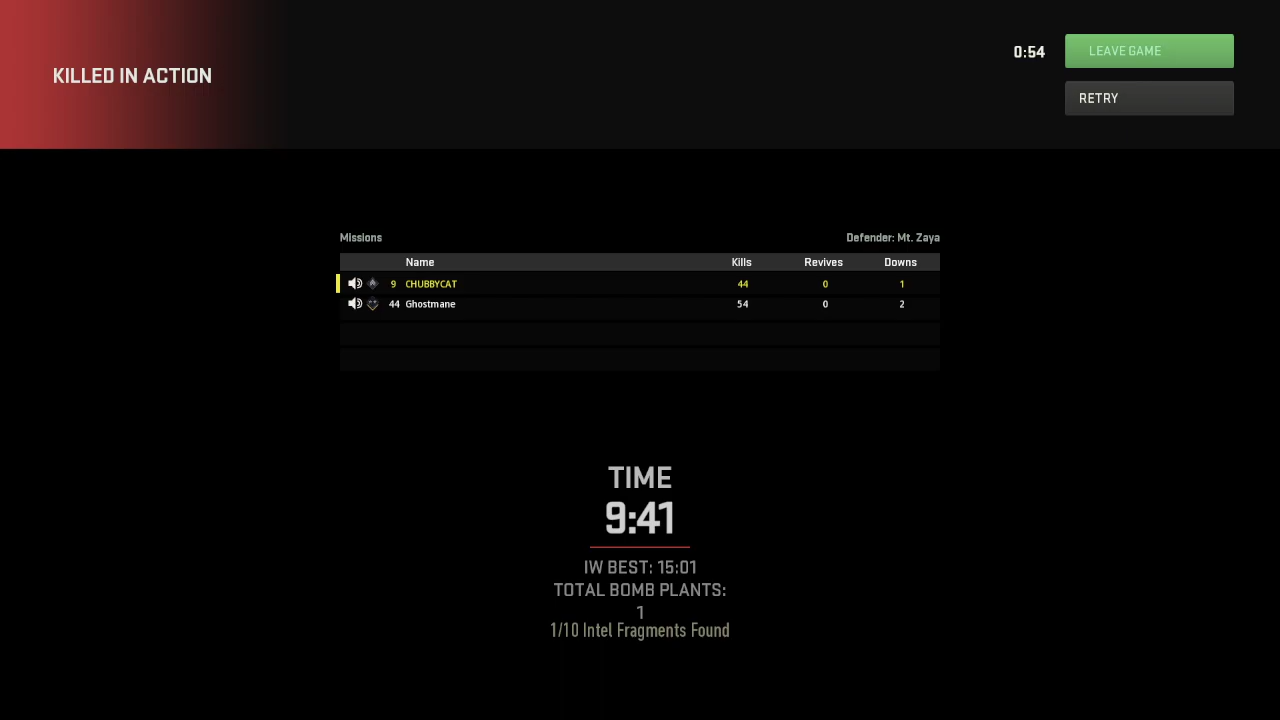 KILLED IN ACTION
0:54 LEAVE GAME
RETRY
Missions Defender: Mt. Zaya
Name Kills Revives Downs
9 CHUBBYCAT 44 0 1
44 Ghostmane 54 0 2
TIME
9:41
IW BEST: 15:01
TOTAL BOMB PLANTS:
1
1/10 Intel Fragments Found